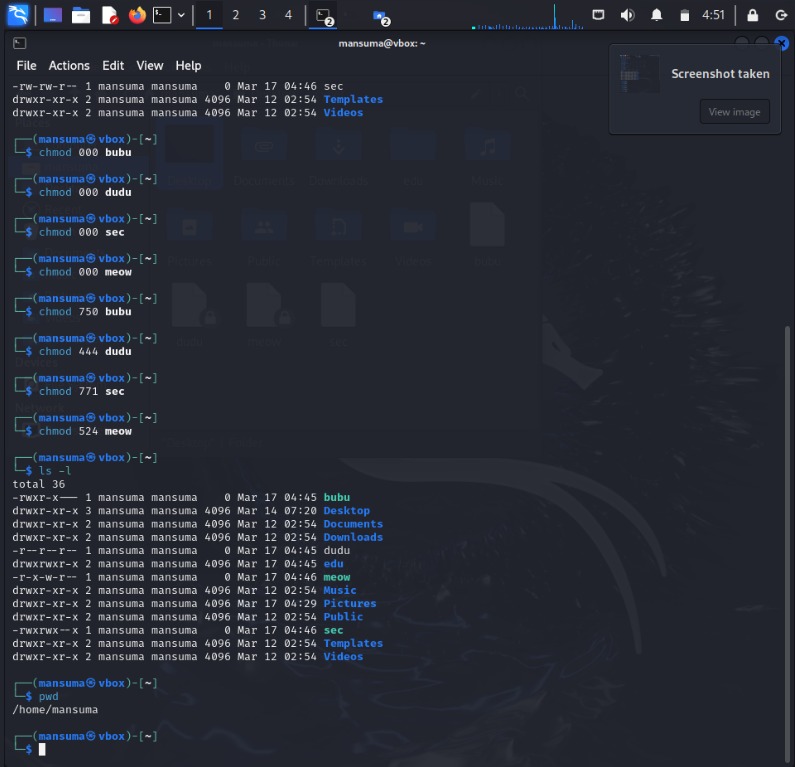 1 2 3 4 2 2 4:51
mansuma@vbox: ~
File Actions Edit View Help
Screenshot taken
View image
-rw-rw-r-- 1 mansuma mansuma    0 Mar 17 04:46 sec
drwxr-xr-x 2 mansuma mansuma 4096 Mar 12 02:54 Templates
drwxr-xr-x 2 mansuma mansuma 4096 Mar 12 02:54 Videos
┌──(mansuma㉿vbox)-[~]
└─$ chmod 000 bubu
┌──(mansuma㉿vbox)-[~]
└─$ chmod 000 dudu
┌──(mansuma㉿vbox)-[~]
└─$ chmod 000 sec
┌──(mansuma㉿vbox)-[~]
└─$ chmod 000 meow
┌──(mansuma㉿vbox)-[~]
└─$ chmod 750 bubu
┌──(mansuma㉿vbox)-[~]
└─$ chmod 444 dudu
┌──(mansuma㉿vbox)-[~]
└─$ chmod 771 sec
┌──(mansuma㉿vbox)-[~]
└─$ chmod 524 meow
┌──(mansuma㉿vbox)-[~]
└─$ ls -l
total 36
-rwxr-x--- 1 mansuma mansuma    0 Mar 17 04:45 bubu
drwxr-xr-x 3 mansuma mansuma 4096 Mar 14 07:20 Desktop
drwxr-xr-x 2 mansuma mansuma 4096 Mar 12 02:54 Documents
drwxr-xr-x 2 mansuma mansuma 4096 Mar 12 02:54 Downloads
-r--r--r-- 1 mansuma mansuma    0 Mar 17 04:45 dudu
drwxrwxr-x 2 mansuma mansuma 4096 Mar 17 04:45 edu
-r-x-w-r-- 1 mansuma mansuma    0 Mar 17 04:46 meow
drwxr-xr-x 2 mansuma mansuma 4096 Mar 12 02:54 Music
drwxr-xr-x 2 mansuma mansuma 4096 Mar 17 04:29 Pictures
drwxr-xr-x 2 mansuma mansuma 4096 Mar 12 02:54 Public
-rwxrwx--x 1 mansuma mansuma    0 Mar 17 04:46 sec
drwxr-xr-x 2 mansuma mansuma 4096 Mar 12 02:54 Templates
drwxr-xr-x 2 mansuma mansuma 4096 Mar 12 02:54 Videos
┌──(mansuma㉿vbox)-[~]
└─$ pwd
/home/mansuma
┌──(mansuma㉿vbox)-[~]
└─$